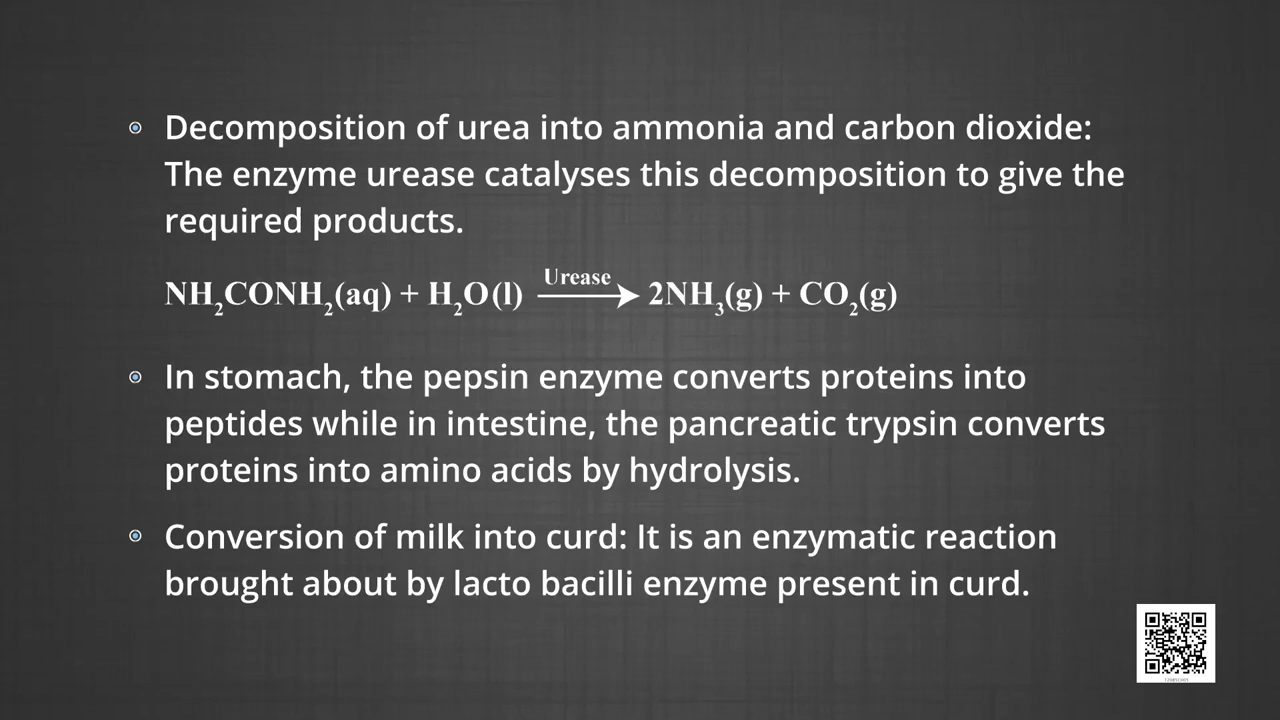 Decomposition of urea into ammonia and carbon dioxide:
The enzyme urease catalyses this decomposition to give the
required products.
NH₂CONH₂(aq) + H₂O(l) —Urease→ 2NH₃(g) + CO₂(g)
In stomach, the pepsin enzyme converts proteins into
peptides while in intestine, the pancreatic trypsin converts
proteins into amino acids by hydrolysis.
Conversion of milk into curd: It is an enzymatic reaction
brought about by lacto bacilli enzyme present in curd.